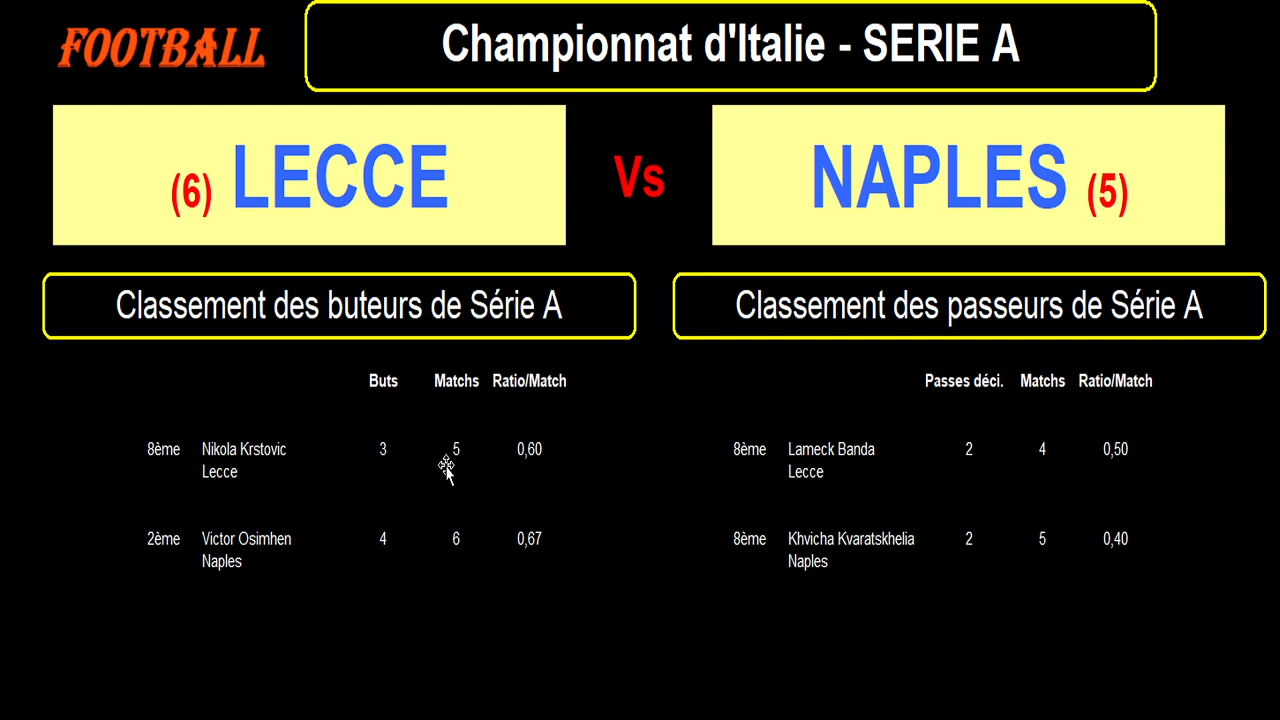 FOOTBALL
Championnat d'Italie - SERIE A
(6) LECCE
Vs
NAPLES (5)
Classement des buteurs de Série A
Buts Matchs Ratio/Match
8ème Nikola Krstovic 3 5 0,60
Lecce
2ème Victor Osimhen 4 6 0,67
Naples
Classement des passeurs de Série A
Passes déci. Matchs Ratio/Match
8ème Lameck Banda 2 4 0,50
Lecce
8ème Khvicha Kvaratskhelia 2 5 0,40
Naples